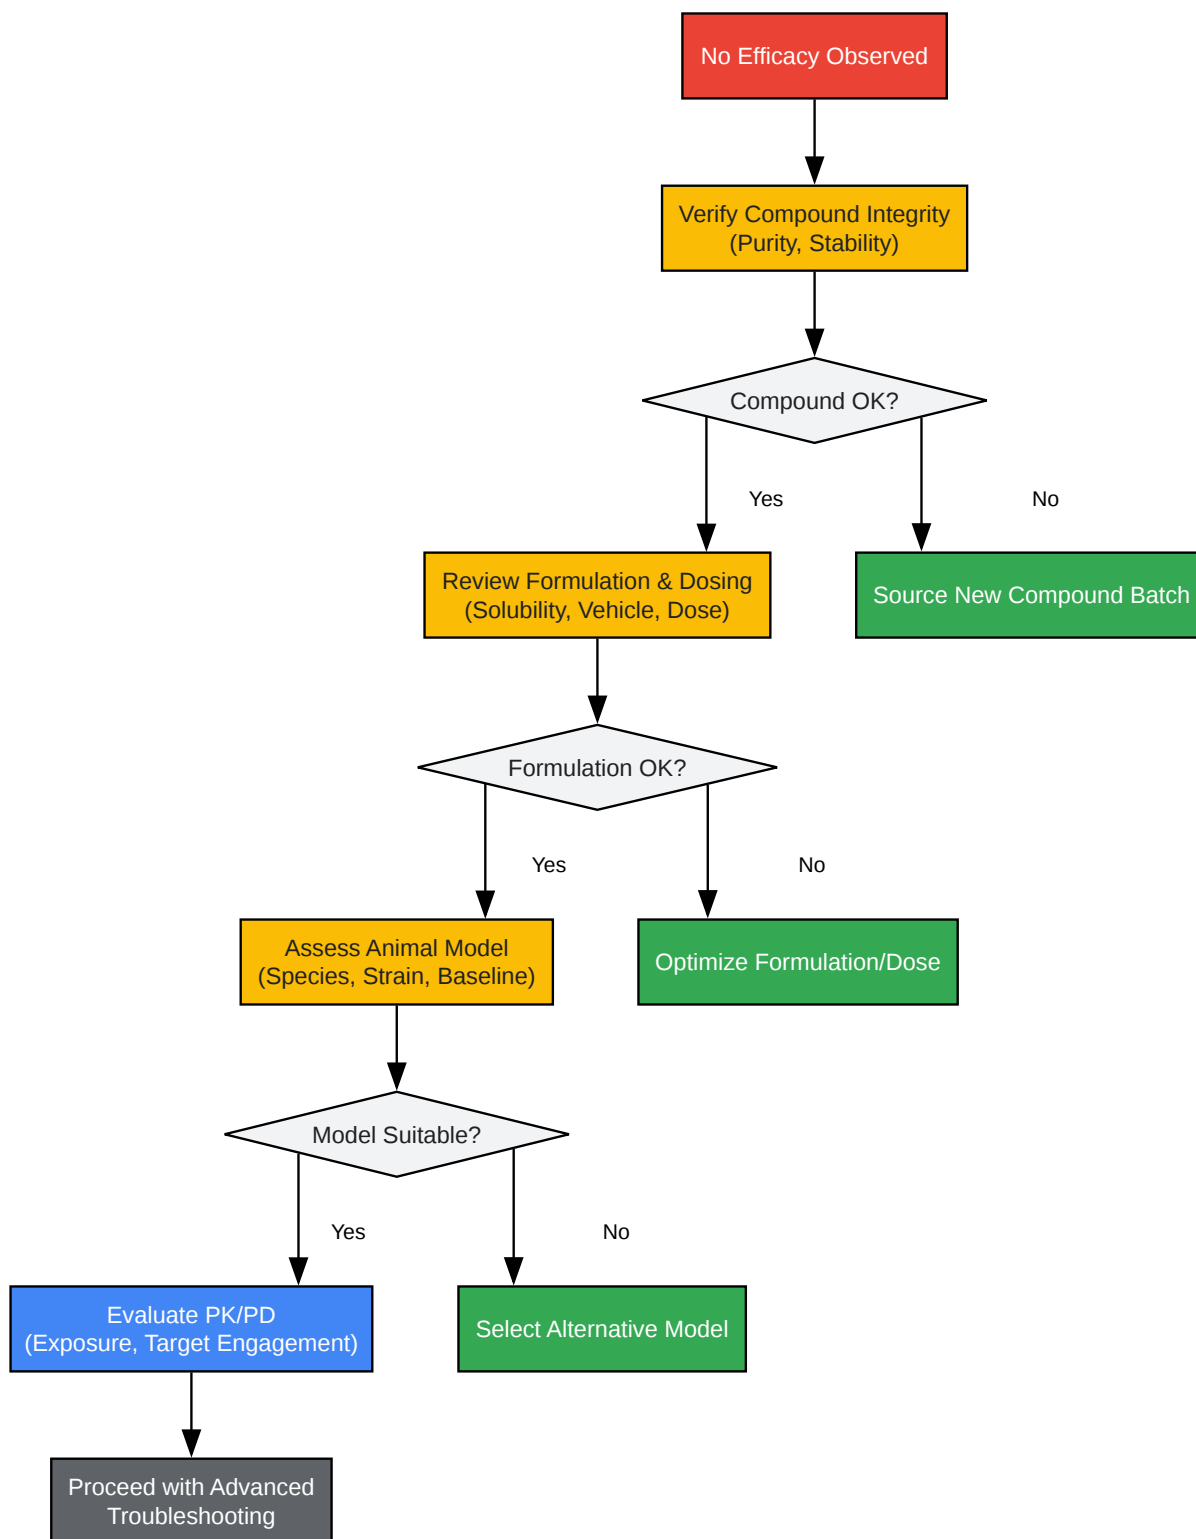 No Efficacy Observed
Verify Compound Integrity
(Purity, Stability)
Compound OK?
Yes
No
Review Formulation & Dosing
(Solubility, Vehicle, Dose)
Source New Compound Batch
Formulation OK?
Yes
No
Assess Animal Model
(Species, Strain, Baseline)
Optimize Formulation/Dose
Model Suitable?
Yes
No
Evaluate PK/PD
(Exposure, Target Engagement)
Select Alternative Model
Proceed with Advanced
Troubleshooting